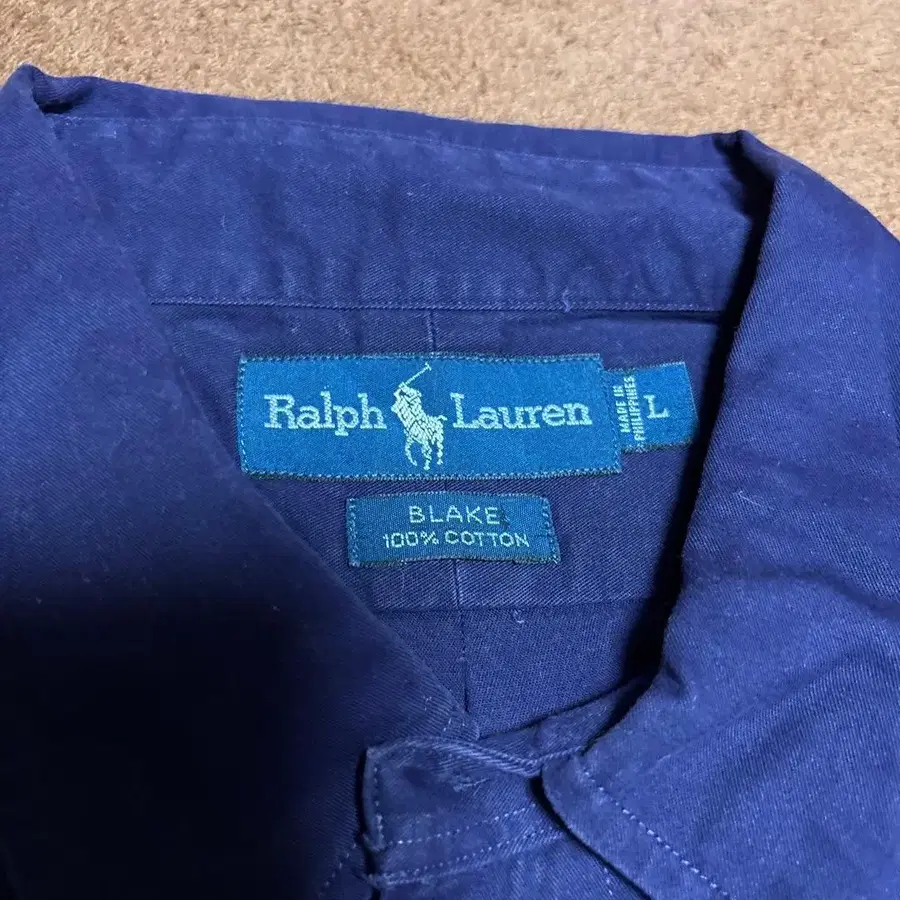 Ralph Lauren
MADE IN
PHILIPPINES
L
BLAKE
100% COTTON